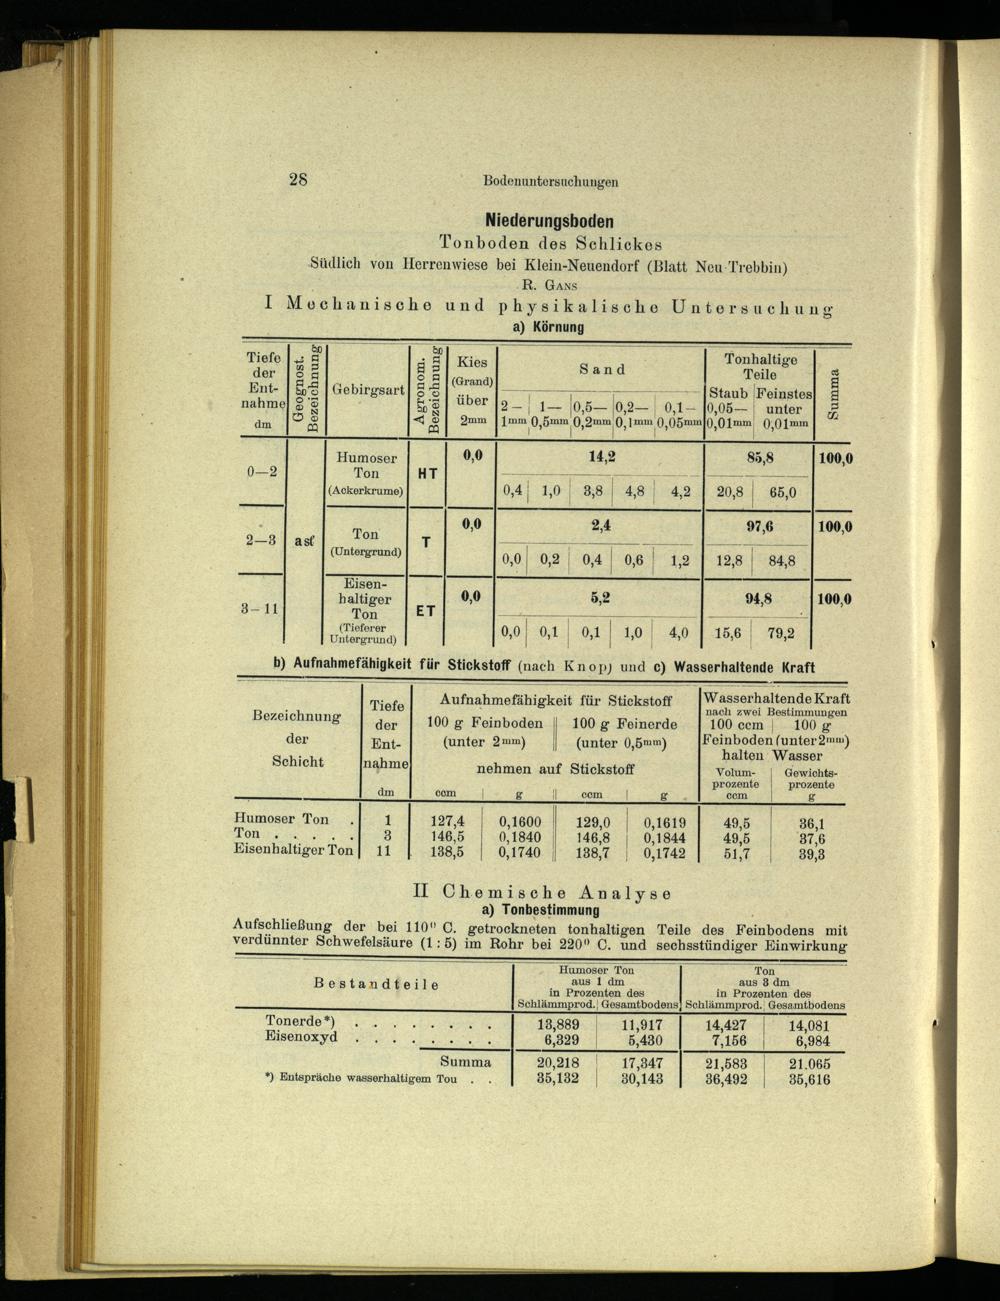 28
Bodenuntersuchungen
Niederungsboden
Tonboden des Schlickes
Südlich von Herrenwiese bei Klein-Neuendorf (Blatt Neu Trebbin)
R. Gans
I Mechanische und physikalische Untersuchung
a) Körnung
Tiefe der Entnahme dm | Geognost. Bezeichnung | Gebirgsart | Agronom. Bezeichnung | Kies (Grand) über 2mm | Sand | Tonhaltige Teile | Summa
2– 1mm | 1– 0,5mm | 0,5– 0,2mm | 0,2– 0,1mm | 0,1– 0,05mm | Staub 0,05– 0,01mm | Feinstes unter 0,01mm
0–2 | Humoser Ton (Ackerkrume) | HT | 0,0 | 14,2 | 85,8 | 100,0
0,4 | 1,0 | 3,8 | 4,8 | 4,2 | 20,8 | 65,0
2–3 | asf | Ton (Untergrund) | T | 0,0 | 2,4 | 97,6 | 100,0
0,0 | 0,2 | 0,4 | 0,6 | 1,2 | 12,8 | 84,8
3–11 | Eisenhaltiger Ton (Tieferer Untergrund) | ET | 0,0 | 5,2 | 94,8 | 100,0
0,0 | 0,1 | 0,1 | 1,0 | 4,0 | 15,6 | 79,2
b) Aufnahmefähigkeit für Stickstoff (nach Knop) und c) Wasserhaltende Kraft
Bezeichnung der Schicht | Tiefe der Entnahme dm | Aufnahmefähigkeit für Stickstoff | Wasserhaltende Kraft
nach zwei Bestimmungen
100 g Feinboden (unter 2mm) | 100 g Feinerde (unter 0,5mm) | 100 ccm | 100 g
Feinboden (unter 2mm)
nehmen auf Stickstoff | halten Wasser
Volumprozente | Gewichtsprozente
ccm | g | ccm | g | ccm | g
Humoser Ton . | 1 | 127,4 | 0,1600 | 129,0 | 0,1619 | 49,5 | 36,1
Ton . . . . . | 3 | 146,5 | 0,1840 | 146,8 | 0,1844 | 49,5 | 37,6
Eisenhaltiger Ton | 11 | 138,5 | 0,1740 | 138,7 | 0,1742 | 51,7 | 39,3
II Chemische Analyse
a) Tonbestimmung
Aufschließung der bei 110° C. getrockneten tonhaltigen Teile des Feinbodens mit
verdünnter Schwefelsäure (1:5) im Rohr bei 220° C. und sechsstündiger Einwirkung
Bestandteile | Humoser Ton aus 1 dm in Prozenten des | Ton aus 3 dm in Prozenten des
Schlämmprod. | Gesamtbodens | Schlämmprod. | Gesamtbodens
Tonerde*) . . . . . . . . | 13,889 | 11,917 | 14,427 | 14,081
Eisenoxyd . . . . . . . . | 6,329 | 5,430 | 7,156 | 6,984
Summa | 20,218 | 17,347 | 21,583 | 21.065
*) Entspräche wasserhaltigem Ton . . | 35,132 | 30,143 | 36,492 | 35,616